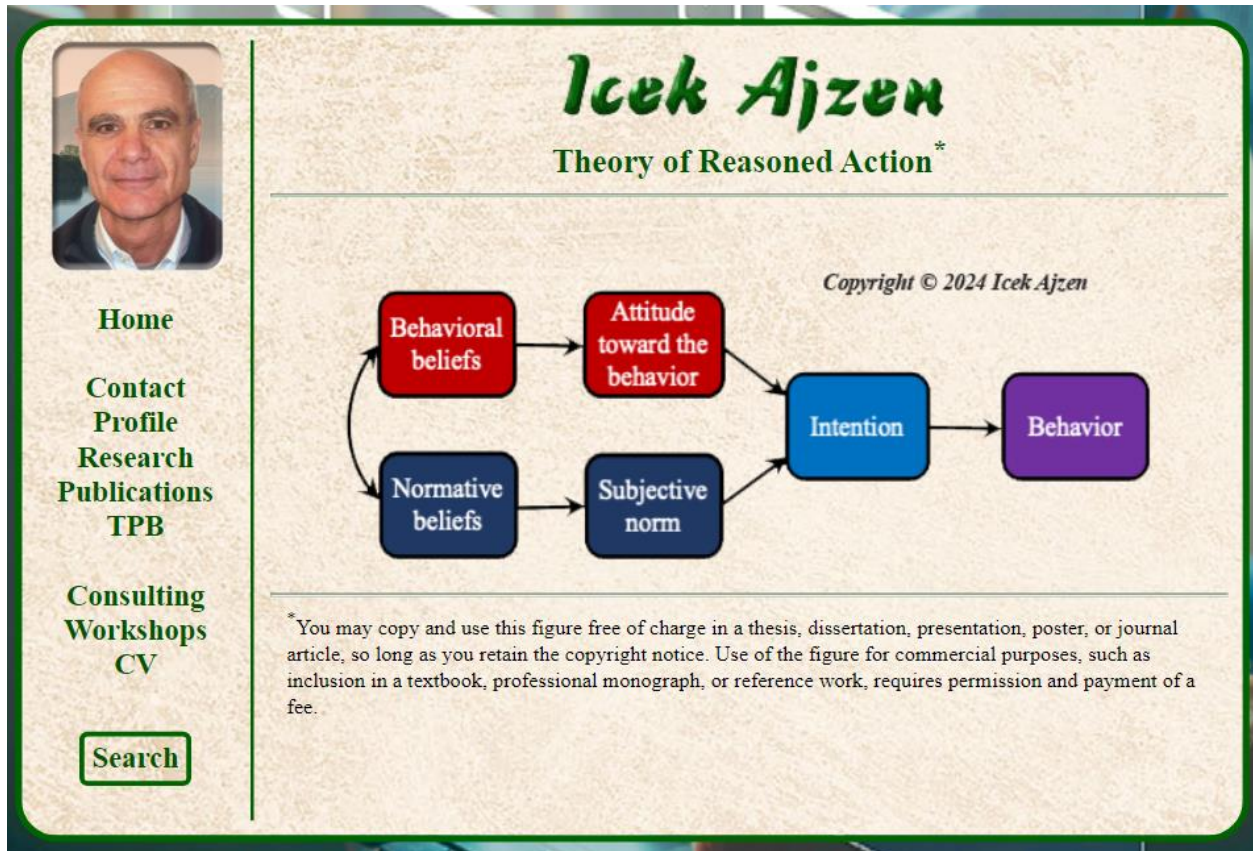 Icek Ajzen
Theory of Reasoned Action*
Home
Contact
Profile
Research
Publications
TPB
Consulting
Workshops
CV
Search
Copyright © 2024 Icek Ajzen
Behavioral
beliefs
Attitude
toward the
behavior
Normative
beliefs
Subjective
norm
Intention
Behavior
*You may copy and use this figure free of charge in a thesis, dissertation, presentation, poster, or journal
article, so long as you retain the copyright notice. Use of the figure for commercial purposes, such as
inclusion in a textbook, professional monograph, or reference work, requires permission and payment of a
fee.